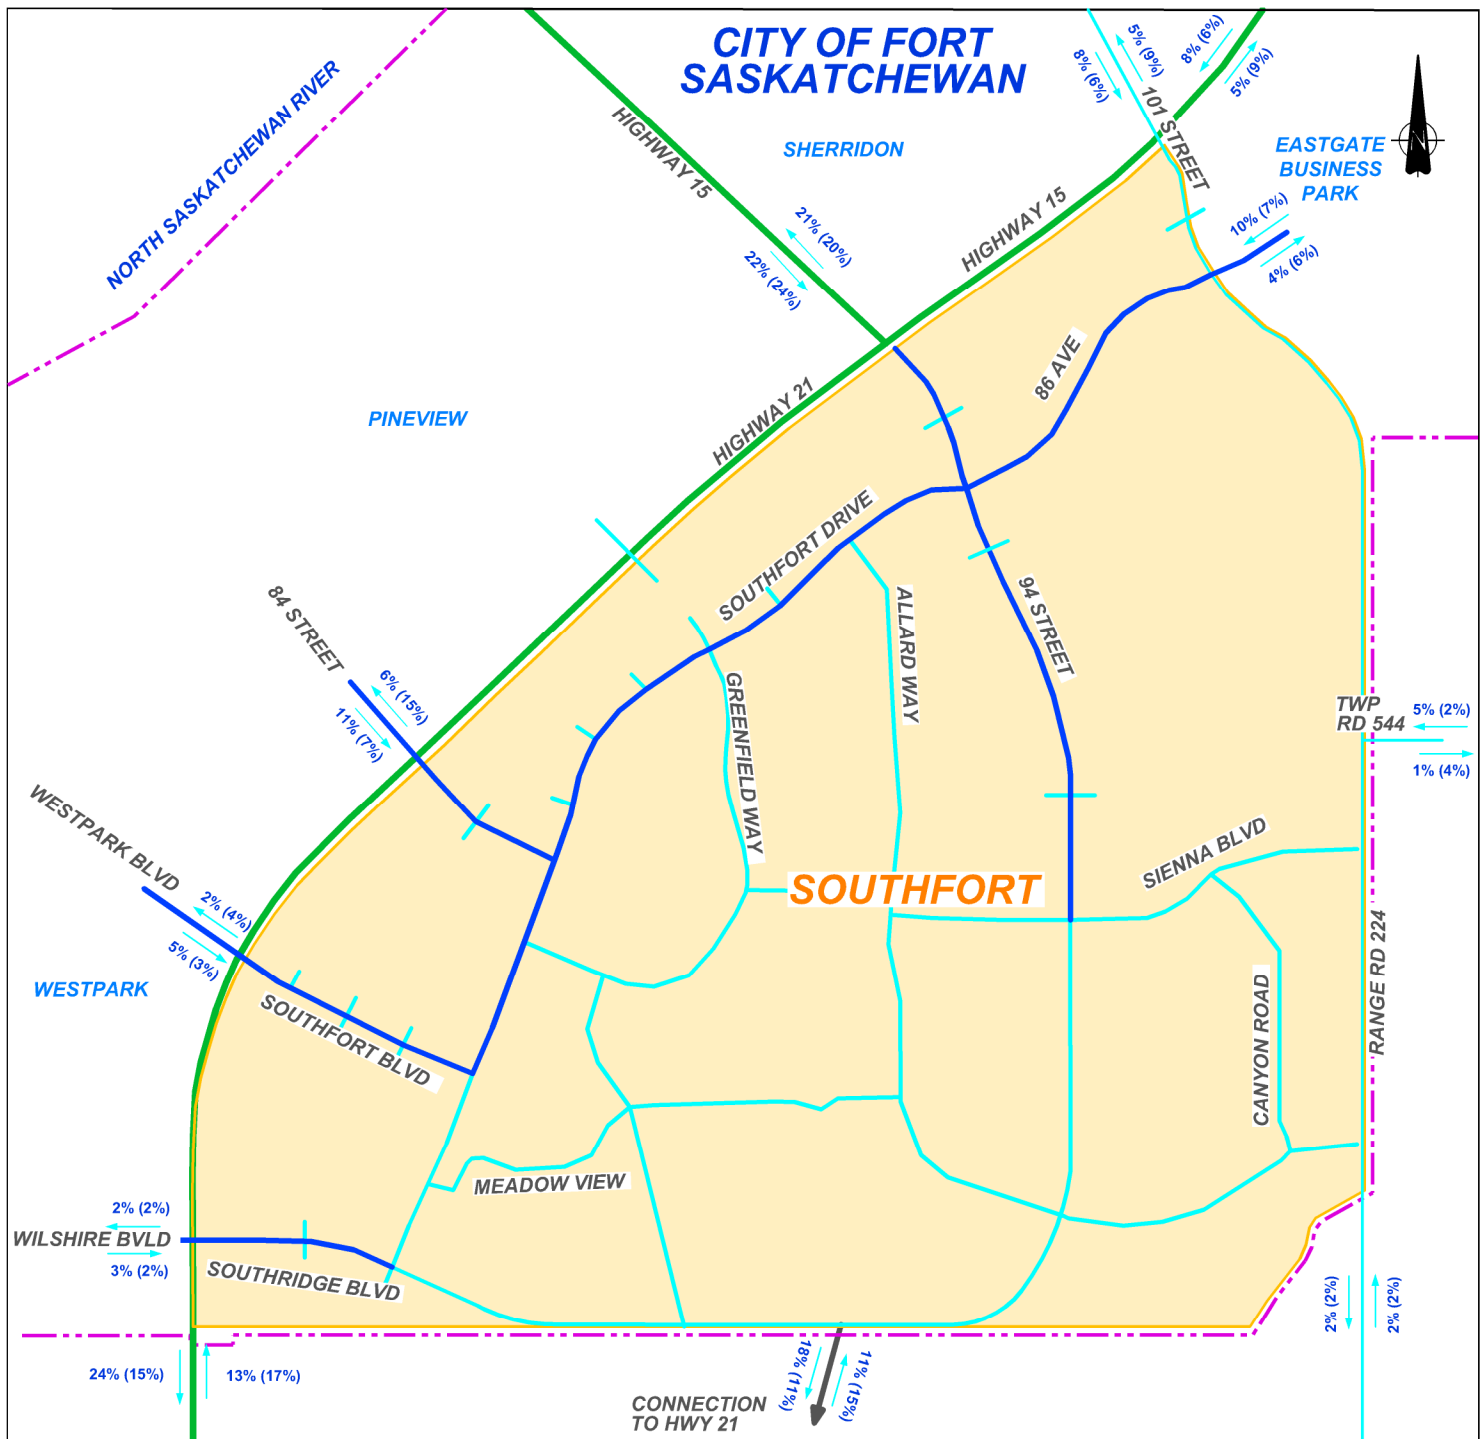 CITY OF FORT
SASKATCHEWAN
NORTH SASKATCHEWAN RIVER
HIGHWAY 15
SHERRIDON
5% (9%)
8% (6%)
8% (6%)
5% (9%)
101 STREET
EASTGATE
BUSINESS
PARK
N
21% (20%)
22% (24%)
HIGHWAY 15
10% (7%)
4% (6%)
86 AVE
PINEVIEW
HIGHWAY 21
SOUTHFORT DRIVE
84 STREET
6% (15%)
11% (7%)
ALLARD WAY
94 STREET
GREENFIELD WAY
TWP
RD 544
5% (2%)
1% (4%)
WESTPARK BLVD
2% (4%)
5% (3%)
SIENNA BLVD
SOUTHFORT
WESTPARK
SOUTHFORT BLVD
CANYON ROAD
RANGE RD 224
MEADOW VIEW
2% (2%)
WILSHIRE BVLD
3% (2%)
SOUTHRIDGE BLVD
2% (2%)
2% (2%)
24% (15%)
13% (17%)
18% (11%)
11% (15%)
CONNECTION
TO HWY 21